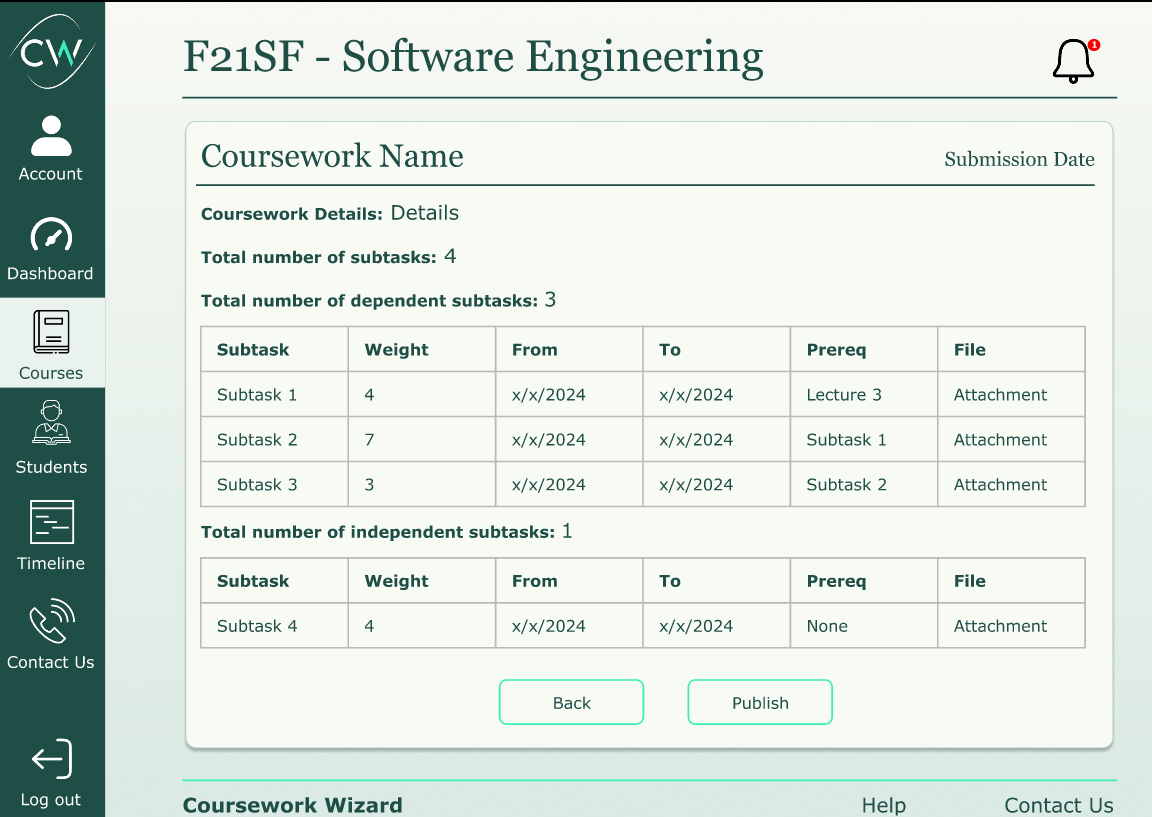 CW
F21SF - Software Engineering
1
Account
Dashboard
Courses
Students
Timeline
Contact Us
Log out
Coursework Name
Submission Date
Coursework Details: Details
Total number of subtasks: 4
Total number of dependent subtasks: 3
Subtask Weight From To Prereq File
Subtask 1 4 x/x/2024 x/x/2024 Lecture 3 Attachment
Subtask 2 7 x/x/2024 x/x/2024 Subtask 1 Attachment
Subtask 3 3 x/x/2024 x/x/2024 Subtask 2 Attachment
Total number of independent subtasks: 1
Subtask Weight From To Prereq File
Subtask 4 4 x/x/2024 x/x/2024 None Attachment
Back Publish
Coursework Wizard Help Contact Us